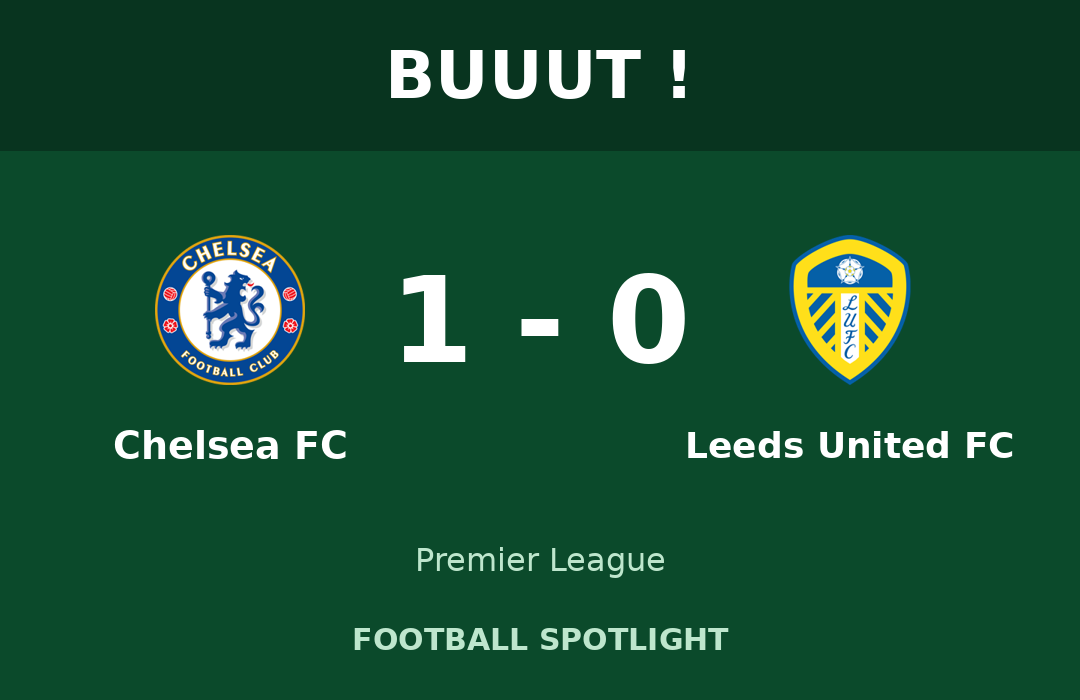 BUUUT !
CHELSEA
FOOTBALL CLUB
1 - 0
LUFC
Chelsea FC
Leeds United FC
Premier League
FOOTBALL SPOTLIGHT